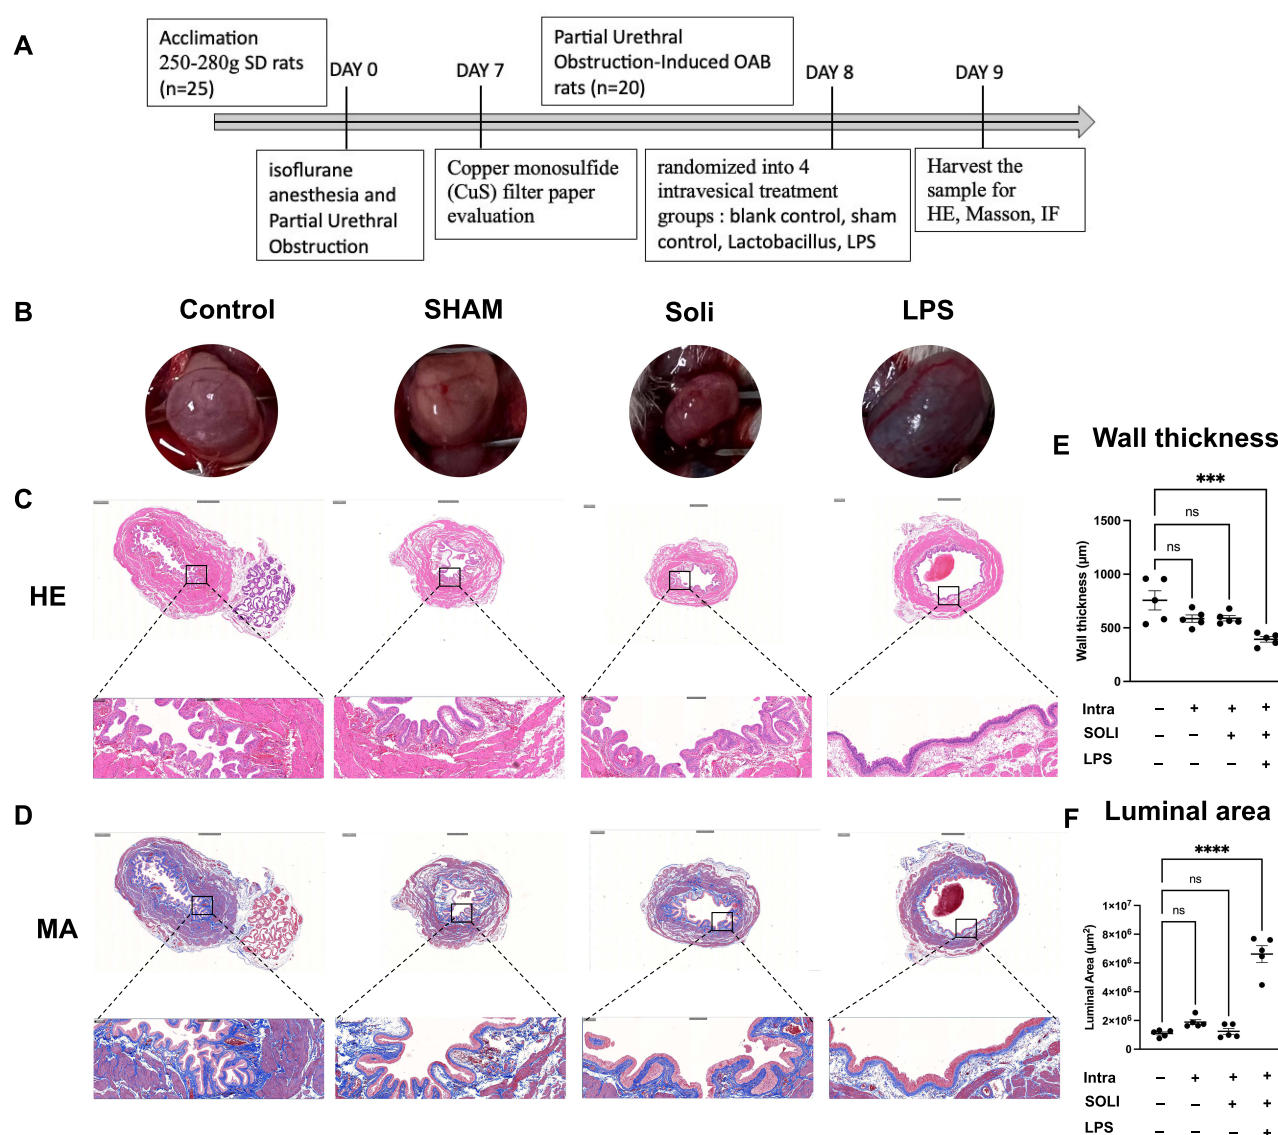 A
Acclimation
250-280g SD rats
(n=25)
DAY 0
DAY 7
Partial Urethral
Obstruction-Induced OAB
rats (n=20)
DAY 8
DAY 9
isoflurane
anesthesia and
Partial Urethral
Obstruction
Copper monosulfide
(CuS) filter paper
evaluation
randomized into 4
intravesical treatment
groups : blank control, sham
control, Lactobacillus, LPS
Harvest the
sample for
HE, Masson, IF
B
Control
SHAM
Soli
LPS
C
HE
D
MA
E
Wall thickness
***
ns
ns
Wall thickness (μm)
1500
1000
500
0
Intra – + + +
SOLI – – + +
LPS – – – +
F
Luminal area
****
ns
ns
Luminal Area (μm²)
1×10⁷
8×10⁶
6×10⁶
4×10⁶
2×10⁶
0
Intra – + + +
SOLI – – + +
LPS – – – +